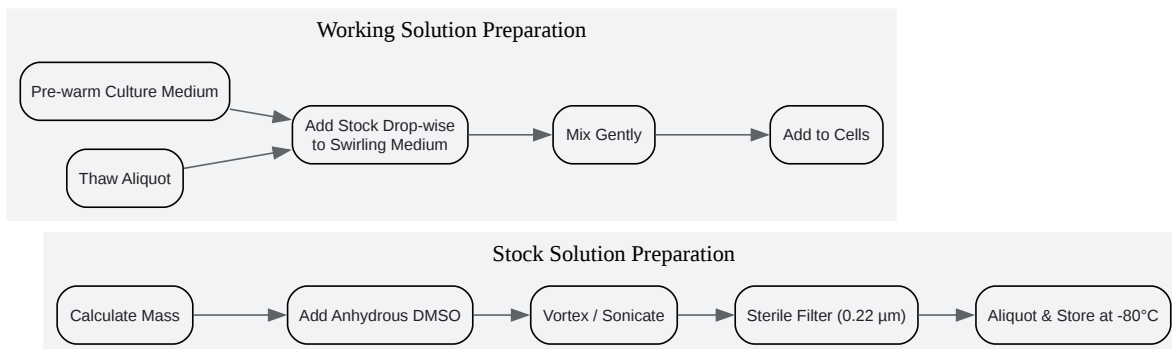 Working Solution Preparation
Pre-warm Culture Medium
Thaw Aliquot
Add Stock Drop-wise
to Swirling Medium
Mix Gently
Add to Cells
Stock Solution Preparation
Calculate Mass
Add Anhydrous DMSO
Vortex / Sonicate
Sterile Filter (0.22 µm)
Aliquot & Store at -80°C